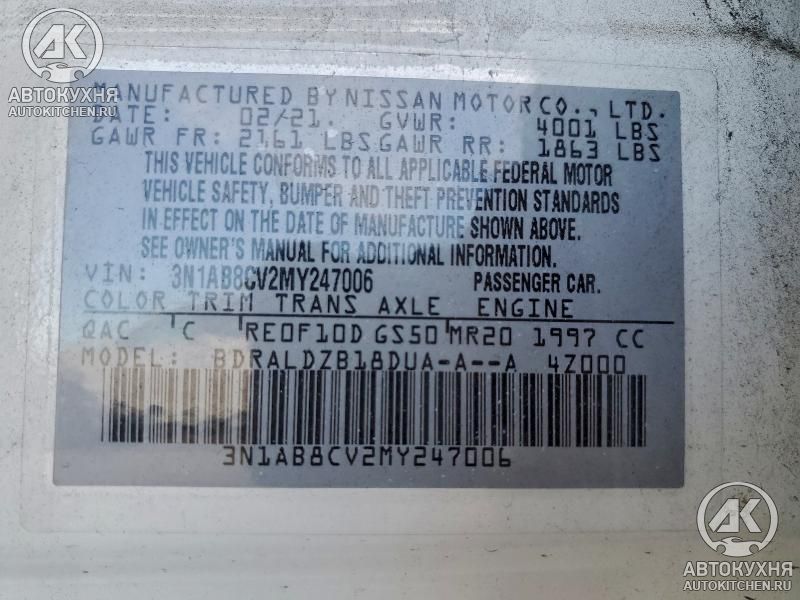 AK
АВТОКУХНЯ
AUTOKITCHEN.RU
MANUFACTURED BY NISSAN MOTOR CO., LTD.
DATE: 02/21. GVWR: 4001 LBS
GAWR FR: 2161 LBS GAWR RR: 1863 LBS
THIS VEHICLE CONFORMS TO ALL APPLICABLE FEDERAL MOTOR
VEHICLE SAFETY, BUMPER AND THEFT PREVENTION STANDARDS
IN EFFECT ON THE DATE OF MANUFACTURE SHOWN ABOVE.
SEE OWNER'S MANUAL FOR ADDITIONAL INFORMATION.
VIN: 3N1AB8CV2MY247006 PASSENGER CAR.
COLOR TRIM TRANS AXLE ENGINE
QAC C RE0F10D GS50 MR20 1997 CC
MODEL: BDRALDZB18DUA-A--A 4Z000
3N1AB8CV2MY247006
AK
АВТОКУХНЯ
AUTOKITCHEN.RU